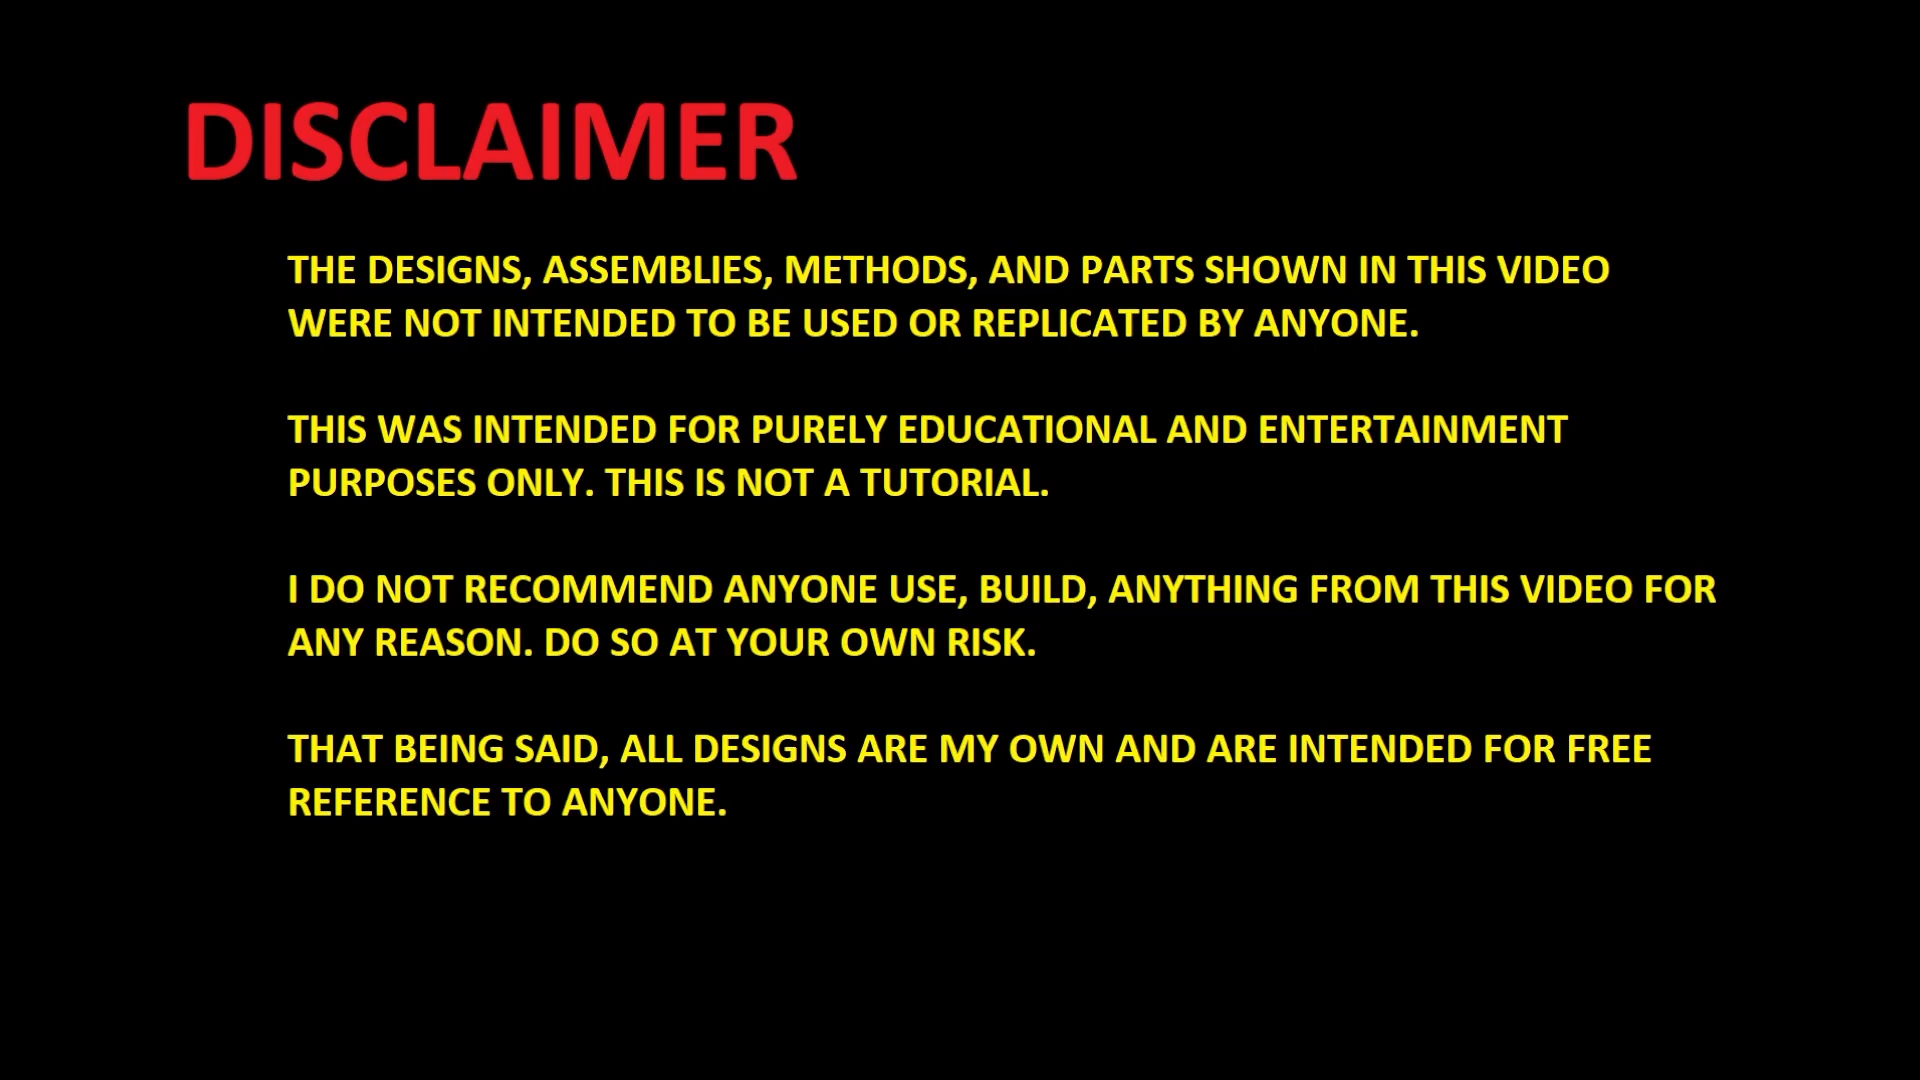 DISCLAIMER
THE DESIGNS, ASSEMBLIES, METHODS, AND PARTS SHOWN IN THIS VIDEO
WERE NOT INTENDED TO BE USED OR REPLICATED BY ANYONE.
THIS WAS INTENDED FOR PURELY EDUCATIONAL AND ENTERTAINMENT
PURPOSES ONLY. THIS IS NOT A TUTORIAL.
I DO NOT RECOMMEND ANYONE USE, BUILD, ANYTHING FROM THIS VIDEO FOR
ANY REASON. DO SO AT YOUR OWN RISK.
THAT BEING SAID, ALL DESIGNS ARE MY OWN AND ARE INTENDED FOR FREE
REFERENCE TO ANYONE.